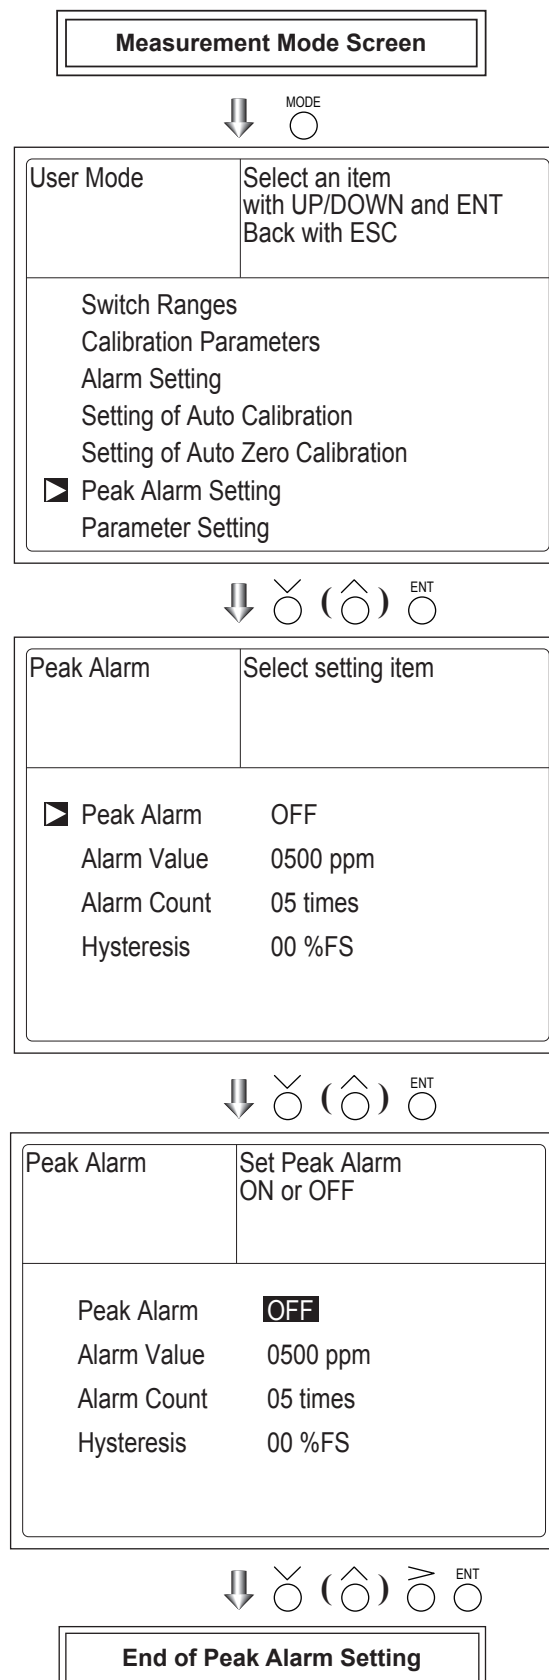 Measurement Mode Screen
MODE
User Mode
Select an item
with UP/DOWN and ENT
Back with ESC
Switch Ranges
Calibration Parameters
Alarm Setting
Setting of Auto Calibration
Setting of Auto Zero Calibration
Peak Alarm Setting
Parameter Setting
( ) ENT
Peak Alarm
Select setting item
Peak Alarm OFF
Alarm Value 0500 ppm
Alarm Count 05 times
Hysteresis 00 %FS
( ) ENT
Peak Alarm
Set Peak Alarm
ON or OFF
Peak Alarm OFF
Alarm Value 0500 ppm
Alarm Count 05 times
Hysteresis 00 %FS
( ) ENT
End of Peak Alarm Setting